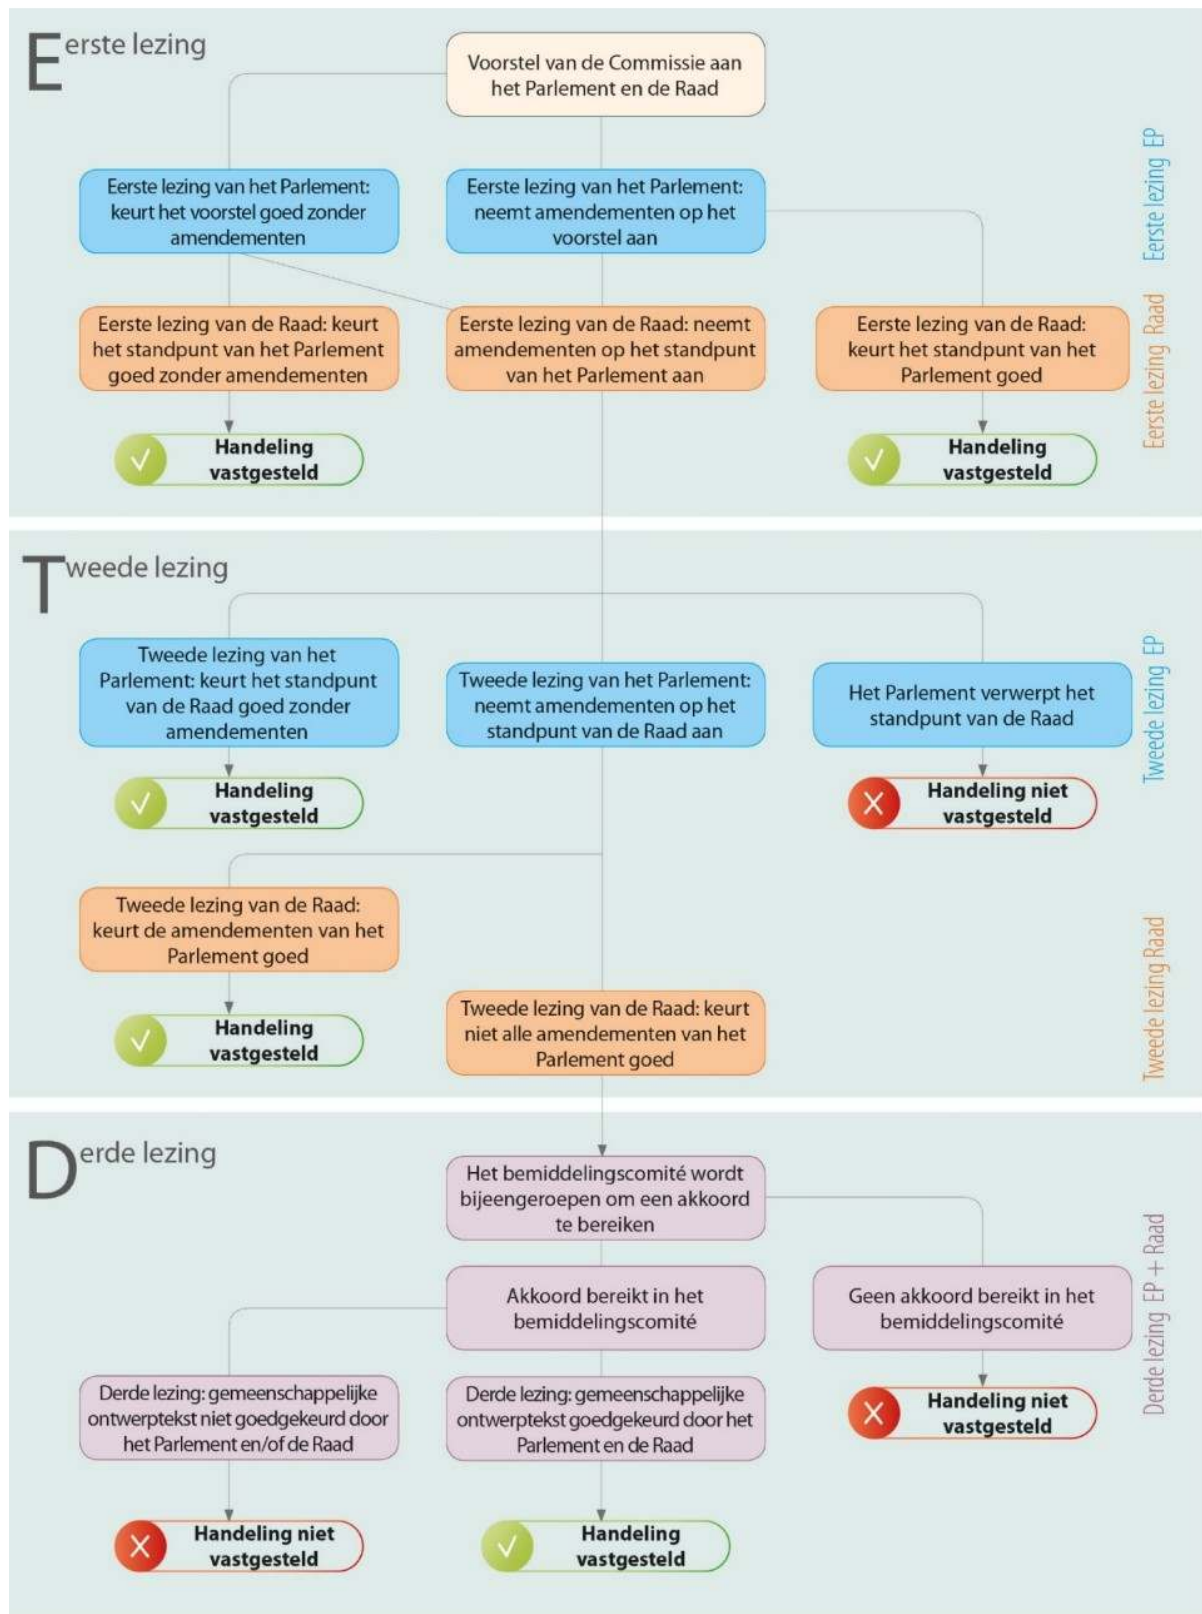 Eerste lezing
Voorstel van de Commissie aan
het Parlement en de Raad
Eerste lezing van het Parlement:
keurt het voorstel goed zonder
amendementen
Eerste lezing van het Parlement:
neemt amendementen op het
voorstel aan
Eerste lezing EP
Eerste lezing van de Raad: keurt
het standpunt van het Parlement
goed zonder amendementen
Eerste lezing van de Raad: neemt
amendementen op het standpunt
van het Parlement aan
Eerste lezing van de Raad:
keurt het standpunt van het
Parlement goed
Eerste lezing Raad
Handeling
vastgesteld
Handeling
vastgesteld
Tweede lezing
Tweede lezing van het
Parlement: keurt het standpunt
van de Raad goed zonder
amendementen
Tweede lezing van het Parlement:
neemt amendementen op het
standpunt van de Raad aan
Het Parlement verwerpt het
standpunt van de Raad
Tweede lezing EP
Handeling
vastgesteld
Handeling niet
vastgesteld
Tweede lezing van de Raad:
keurt de amendementen van het
Parlement goed
Handeling
vastgesteld
Tweede lezing van de Raad: keurt
niet alle amendementen van het
Parlement goed
Tweede lezing Raad
Derde lezing
Het bemiddelingscomité wordt
bijeengeroepen om een akkoord
te bereiken
Akkoord bereikt in het
bemiddelingscomité
Geen akkoord bereikt in het
bemiddelingscomité
Derde lezing EP + Raad
Derde lezing: gemeenschappelijke
ontwerptekst niet goedgekeurd door
het Parlement en/of de Raad
Derde lezing: gemeenschappelijke
ontwerptekst goedgekeurd door het
Parlement en de Raad
Handeling niet
vastgesteld
Handeling niet
vastgesteld
Handeling
vastgesteld